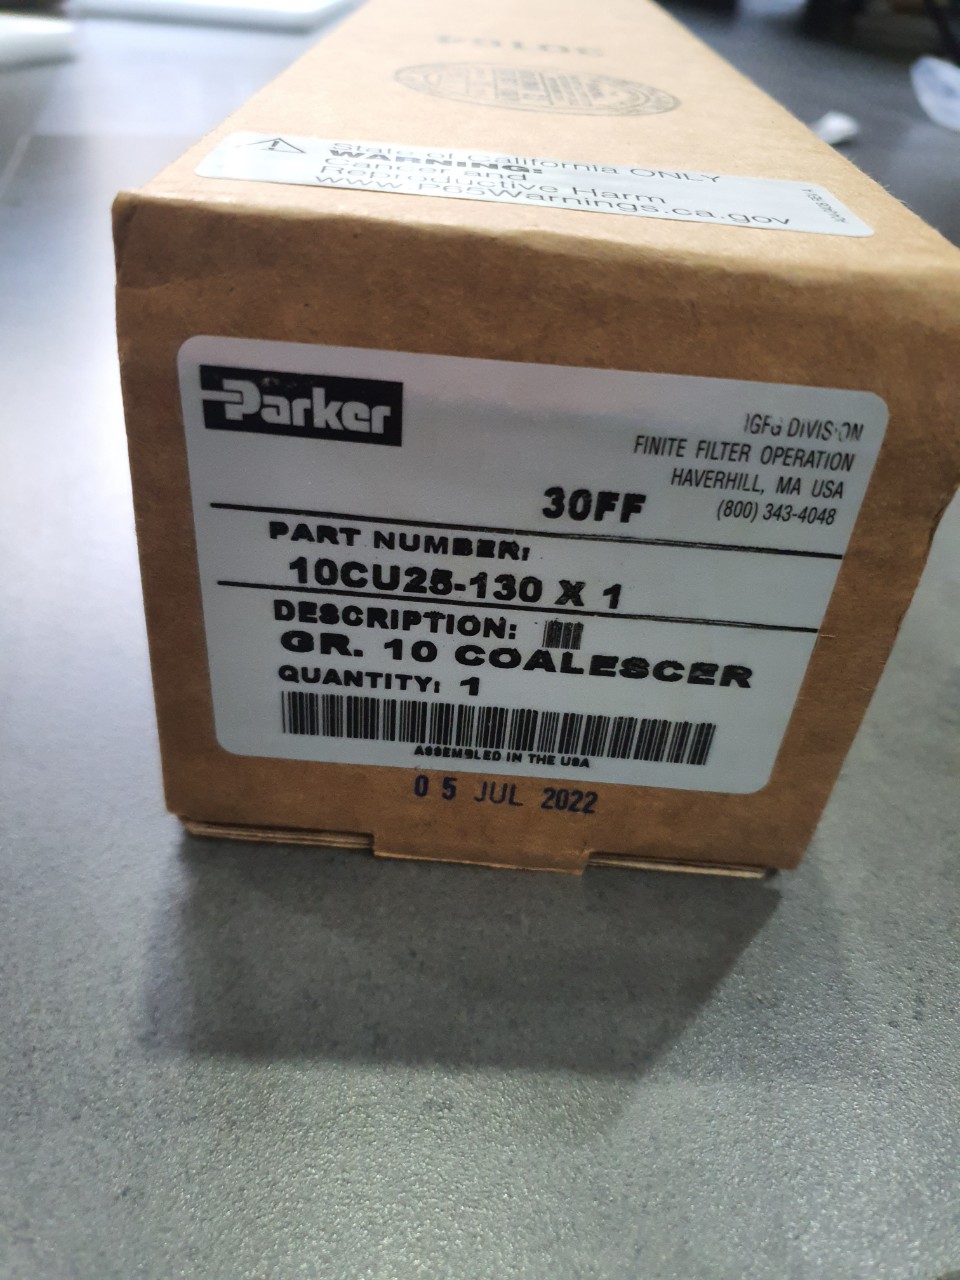 State of California ONLY
WARNING:
Cancer and
Reproductive Harm
www.P65Warnings.ca.gov
Parker
IGFG DIVISION
FINITE FILTER OPERATION
HAVERHILL, MA USA
(800) 343-4048
30FF
PART NUMBER:
10CU25-130 X 1
DESCRIPTION:
GR. 10 COALESCER
QUANTITY: 1
ASSEMBLED IN THE USA
05 JUL 2022